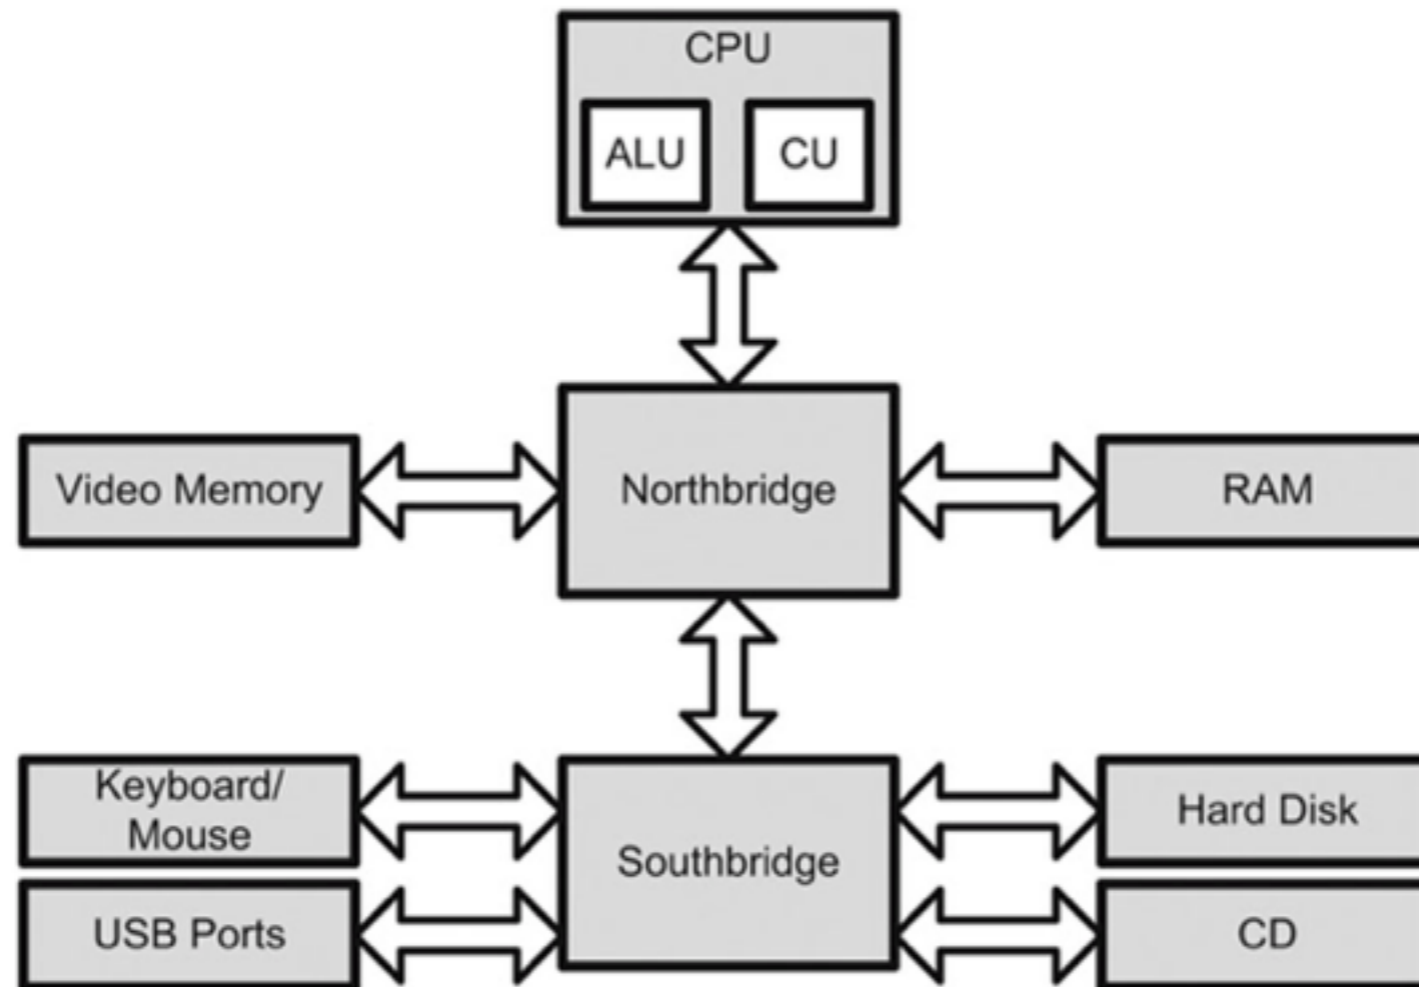 CPU
ALU
CU
Video Memory
Northbridge
RAM
Keyboard/
Mouse
Southbridge
Hard Disk
USB Ports
CD